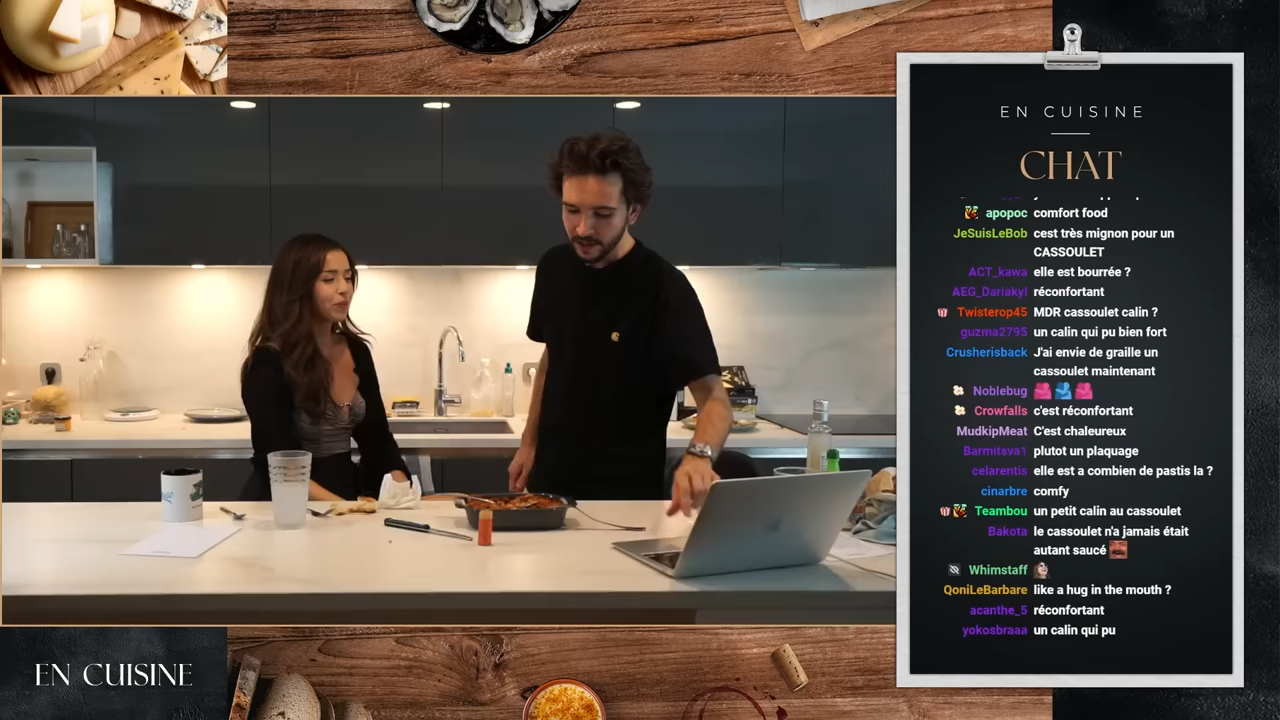 EN CUISINE
CHAT
apopoc comfort food
JeSuisLeBob cest très mignon pour un
CASSOULET
ACT_kawa elle est bourrée ?
AEG_Dariakyl réconfortant
Twisterop45 MDR cassoulet calin ?
guzma2795 un calin qui pu bien fort
Crusherisback J'ai envie de graille un
cassoulet maintenant
Noblebug
Crowfalls c'est réconfortant
MudkipMeat C'est chaleureux
Barmitsva1 plutot un plaquage
celarentis elle est a combien de pastis la ?
cinarbre comfy
Teambou un petit calin au cassoulet
Bakota le cassoulet n'a jamais était
autant saucé
Whimstaff
QoniLeBarbare like a hug in the mouth ?
acanthe_5 réconfortant
yokosbraaa un calin qui pu
EN CUISINE